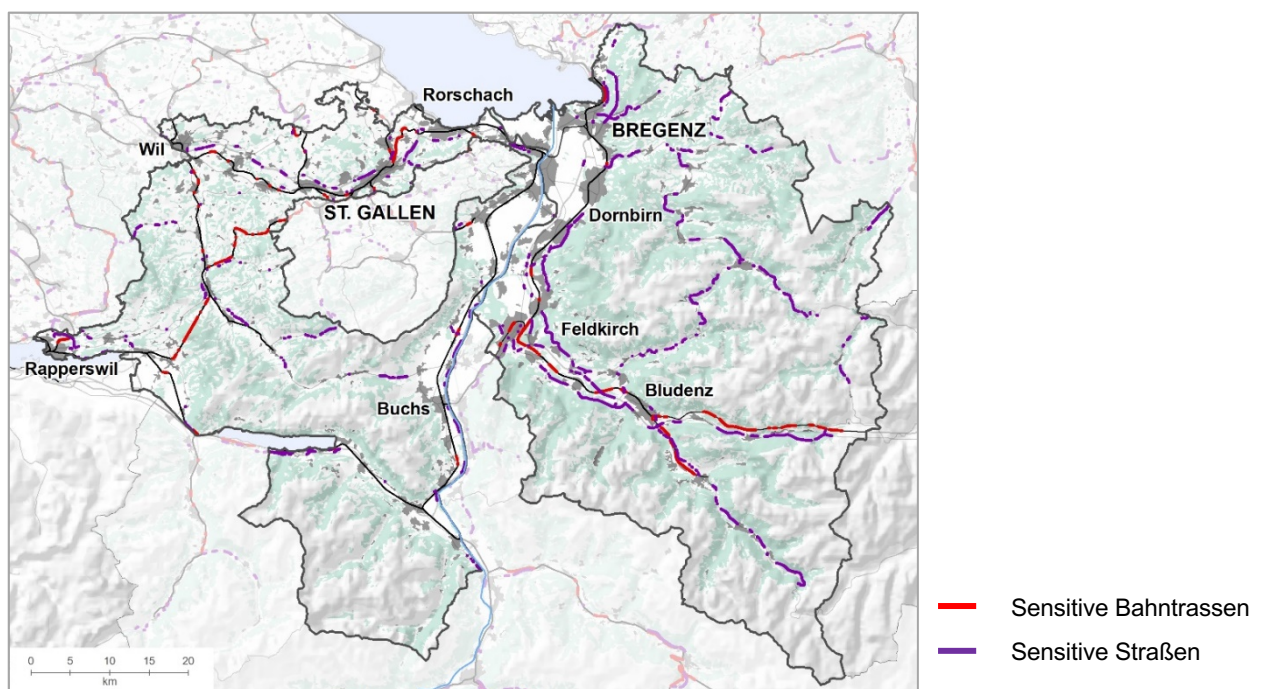 Rorschach
BREGENZ
Wil
ST. GALLEN
Dornbirn
Feldkirch
Rapperswil
Bludenz
Buchs
Sensitive Bahntrassen
Sensitive Straßen
0 5 10 15 20
km